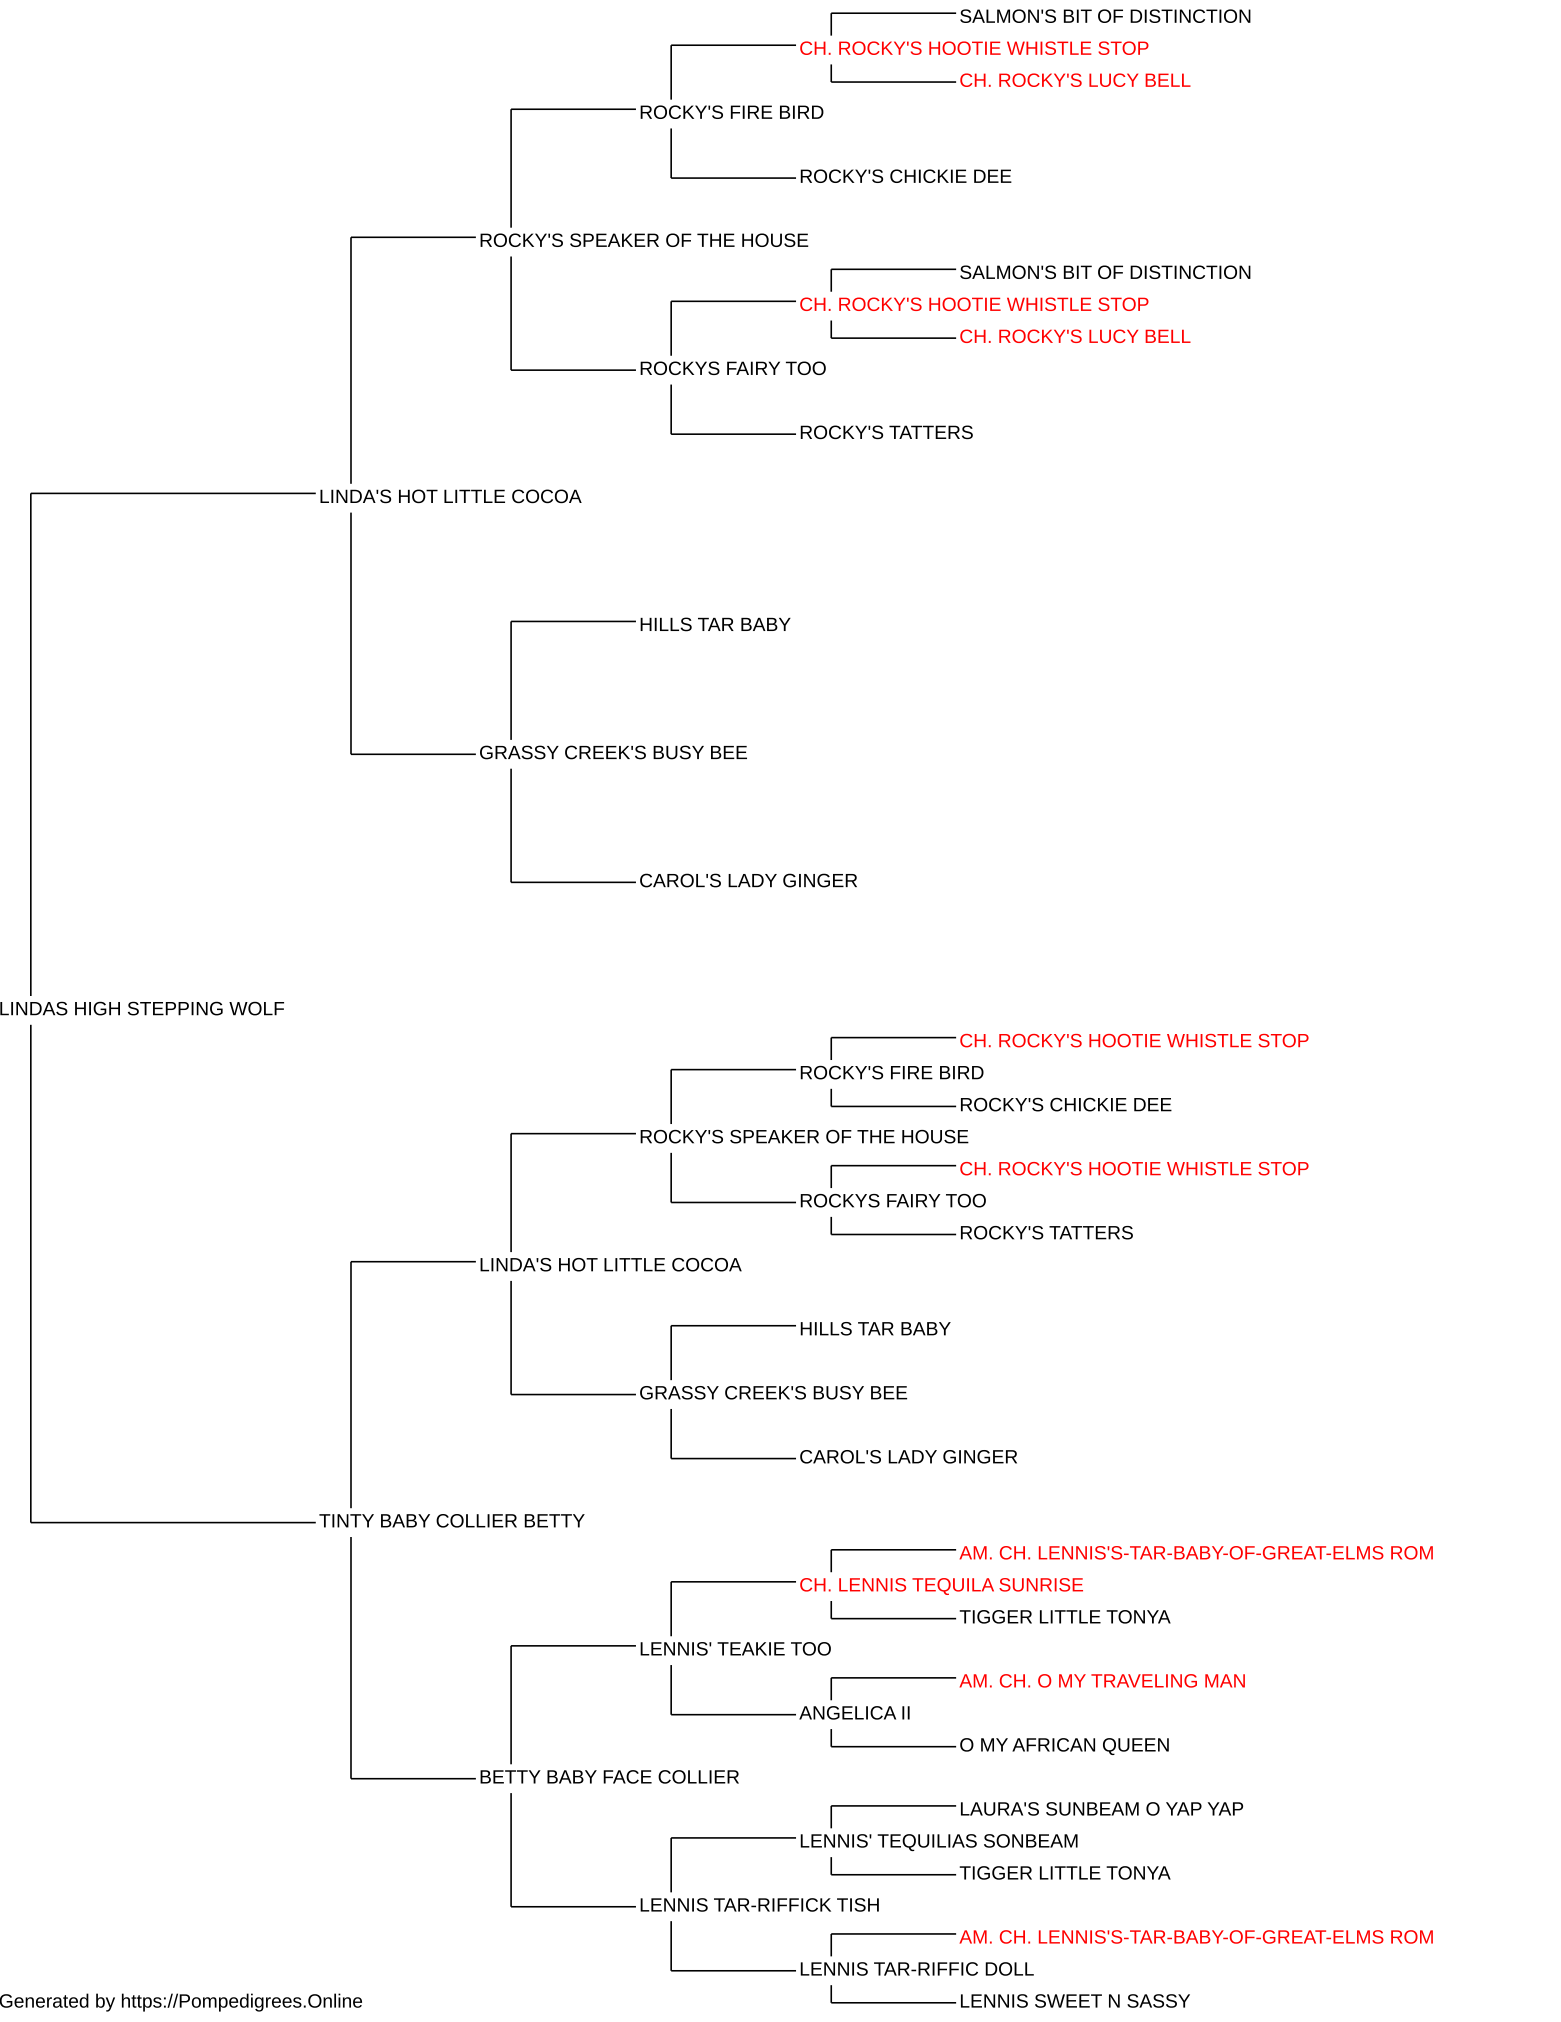 SALMON'S BIT OF DISTINCTION
CH. ROCKY'S HOOTIE WHISTLE STOP
CH. ROCKY'S LUCY BELL
ROCKY'S FIRE BIRD
ROCKY'S CHICKIE DEE
ROCKY'S SPEAKER OF THE HOUSE
SALMON'S BIT OF DISTINCTION
CH. ROCKY'S HOOTIE WHISTLE STOP
CH. ROCKY'S LUCY BELL
ROCKYS FAIRY TOO
ROCKY'S TATTERS
LINDA'S HOT LITTLE COCOA
HILLS TAR BABY
GRASSY CREEK'S BUSY BEE
CAROL'S LADY GINGER
LINDAS HIGH STEPPING WOLF
CH. ROCKY'S HOOTIE WHISTLE STOP
ROCKY'S FIRE BIRD
ROCKY'S CHICKIE DEE
ROCKY'S SPEAKER OF THE HOUSE
CH. ROCKY'S HOOTIE WHISTLE STOP
ROCKYS FAIRY TOO
ROCKY'S TATTERS
LINDA'S HOT LITTLE COCOA
HILLS TAR BABY
GRASSY CREEK'S BUSY BEE
CAROL'S LADY GINGER
TINTY BABY COLLIER BETTY
AM. CH. LENNIS'S-TAR-BABY-OF-GREAT-ELMS ROM
CH. LENNIS TEQUILA SUNRISE
TIGGER LITTLE TONYA
LENNIS' TEAKIE TOO
AM. CH. O MY TRAVELING MAN
ANGELICA II
O MY AFRICAN QUEEN
BETTY BABY FACE COLLIER
LAURA'S SUNBEAM O YAP YAP
LENNIS' TEQUILIAS SONBEAM
TIGGER LITTLE TONYA
LENNIS TAR-RIFFICK TISH
AM. CH. LENNIS'S-TAR-BABY-OF-GREAT-ELMS ROM
LENNIS TAR-RIFFIC DOLL
LENNIS SWEET N SASSY
Generated by https://Pompedigrees.Online